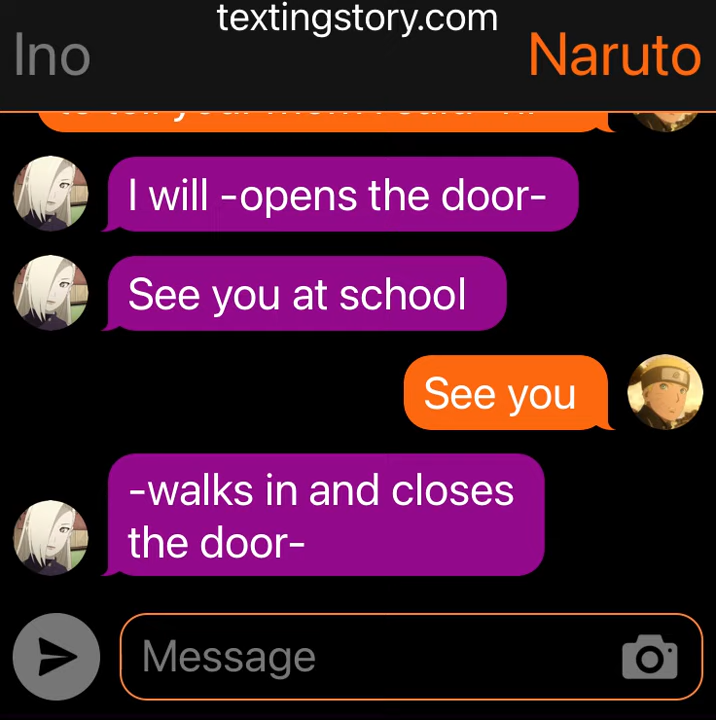 textingstory.com
Ino
Naruto
I will -opens the door-
See you at school
See you
-walks in and closes
the door-
Message